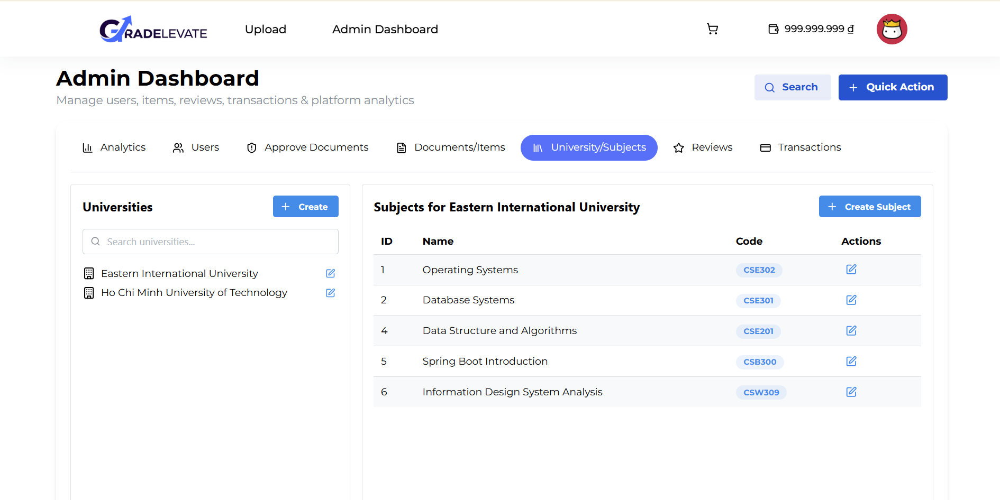 GRADELEVATE
Upload
Admin Dashboard
999.999.999 ₫
Admin Dashboard
Manage users, items, reviews, transactions & platform analytics
Search
Quick Action
Analytics
Users
Approve Documents
Documents/Items
University/Subjects
Reviews
Transactions
Universities
Create
Search universities...
Eastern International University
Ho Chi Minh University of Technology
Subjects for Eastern International University
Create Subject
ID Name Code Actions
1 Operating Systems CSE302
2 Database Systems CSE301
4 Data Structure and Algorithms CSE201
5 Spring Boot Introduction CSB300
6 Information Design System Analysis CSW309